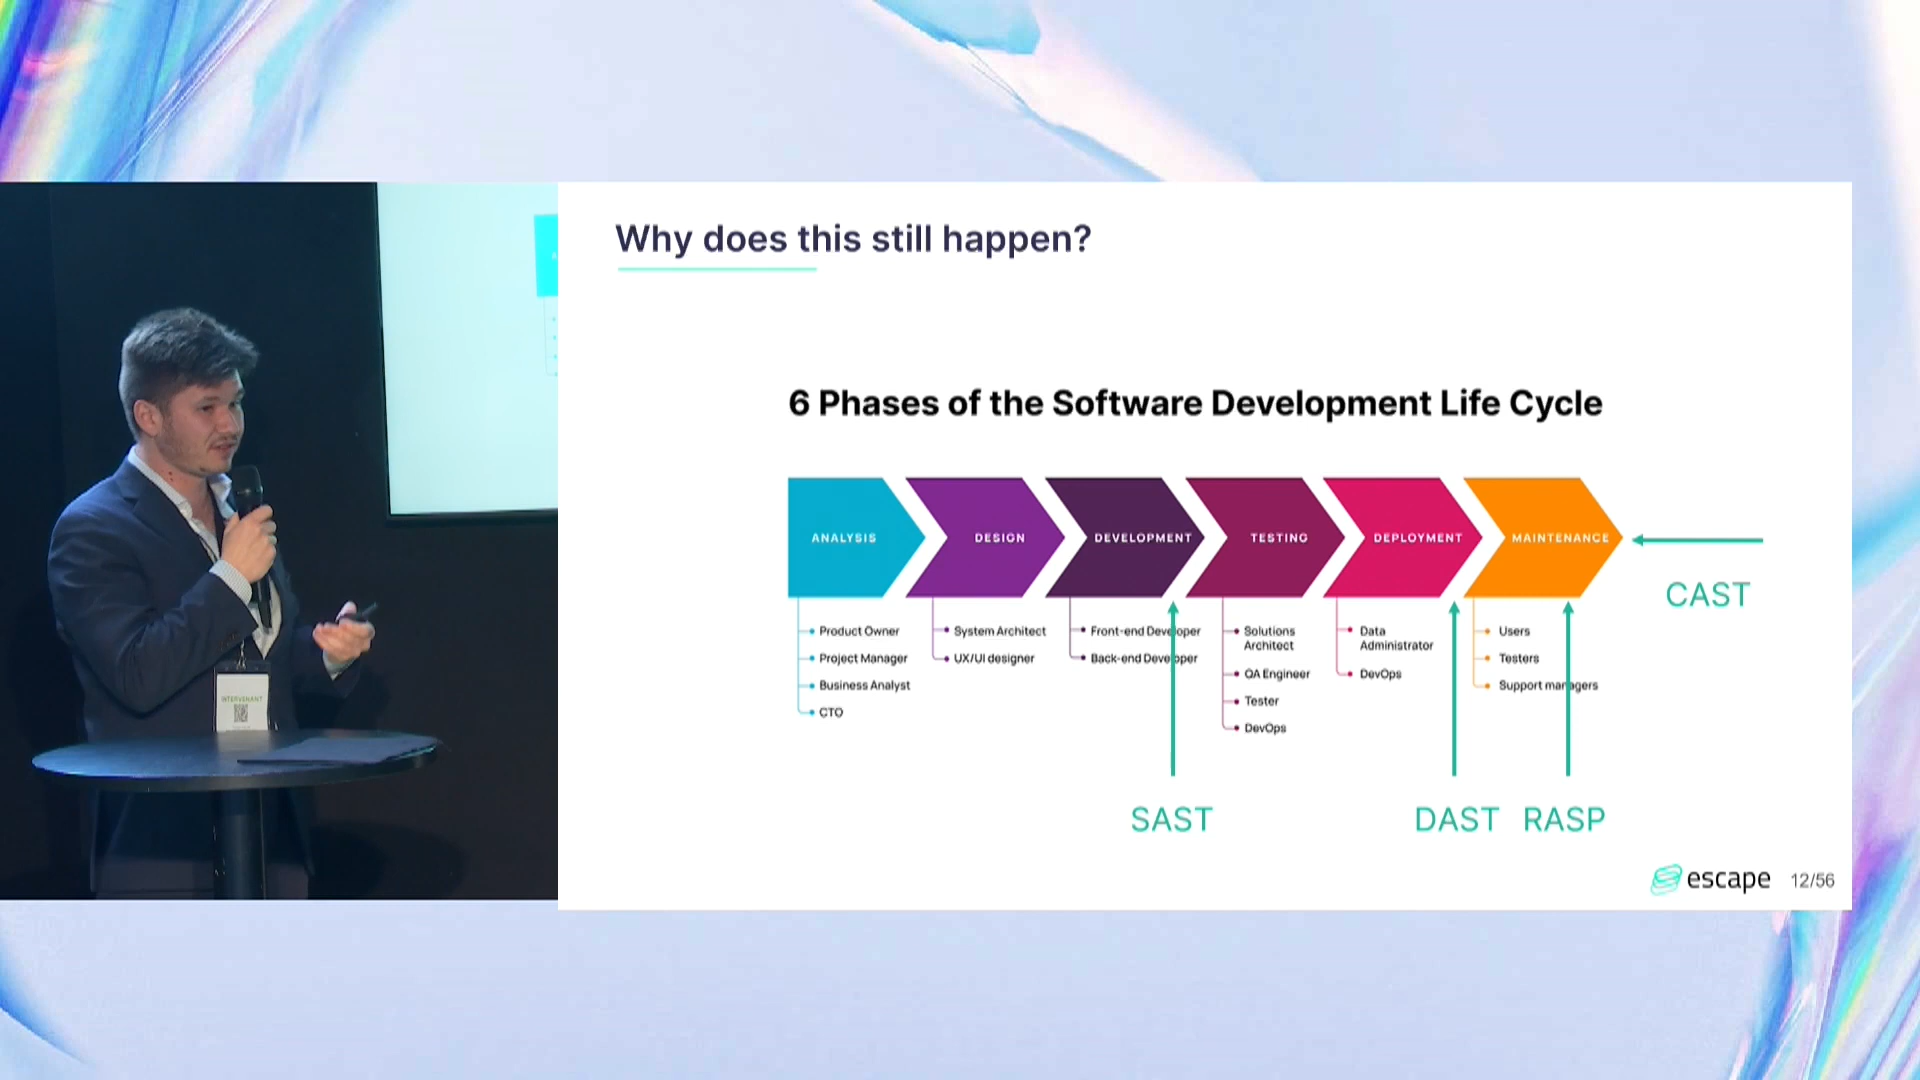 Why does this still happen?
6 Phases of the Software Development Life Cycle
ANALYSIS
DESIGN
DEVELOPMENT
TESTING
DEPLOYMENT
MAINTENANCE
Product Owner
Project Manager
Business Analyst
CTO
System Architect
UX/UI designer
Front-end Developer
Back-end Developer
Solutions
Architect
QA Engineer
Tester
DevOps
Data
Administrator
DevOps
Users
Testers
Support managers
CAST
SAST
DAST
RASP
escape
12/56
INTERVENANT